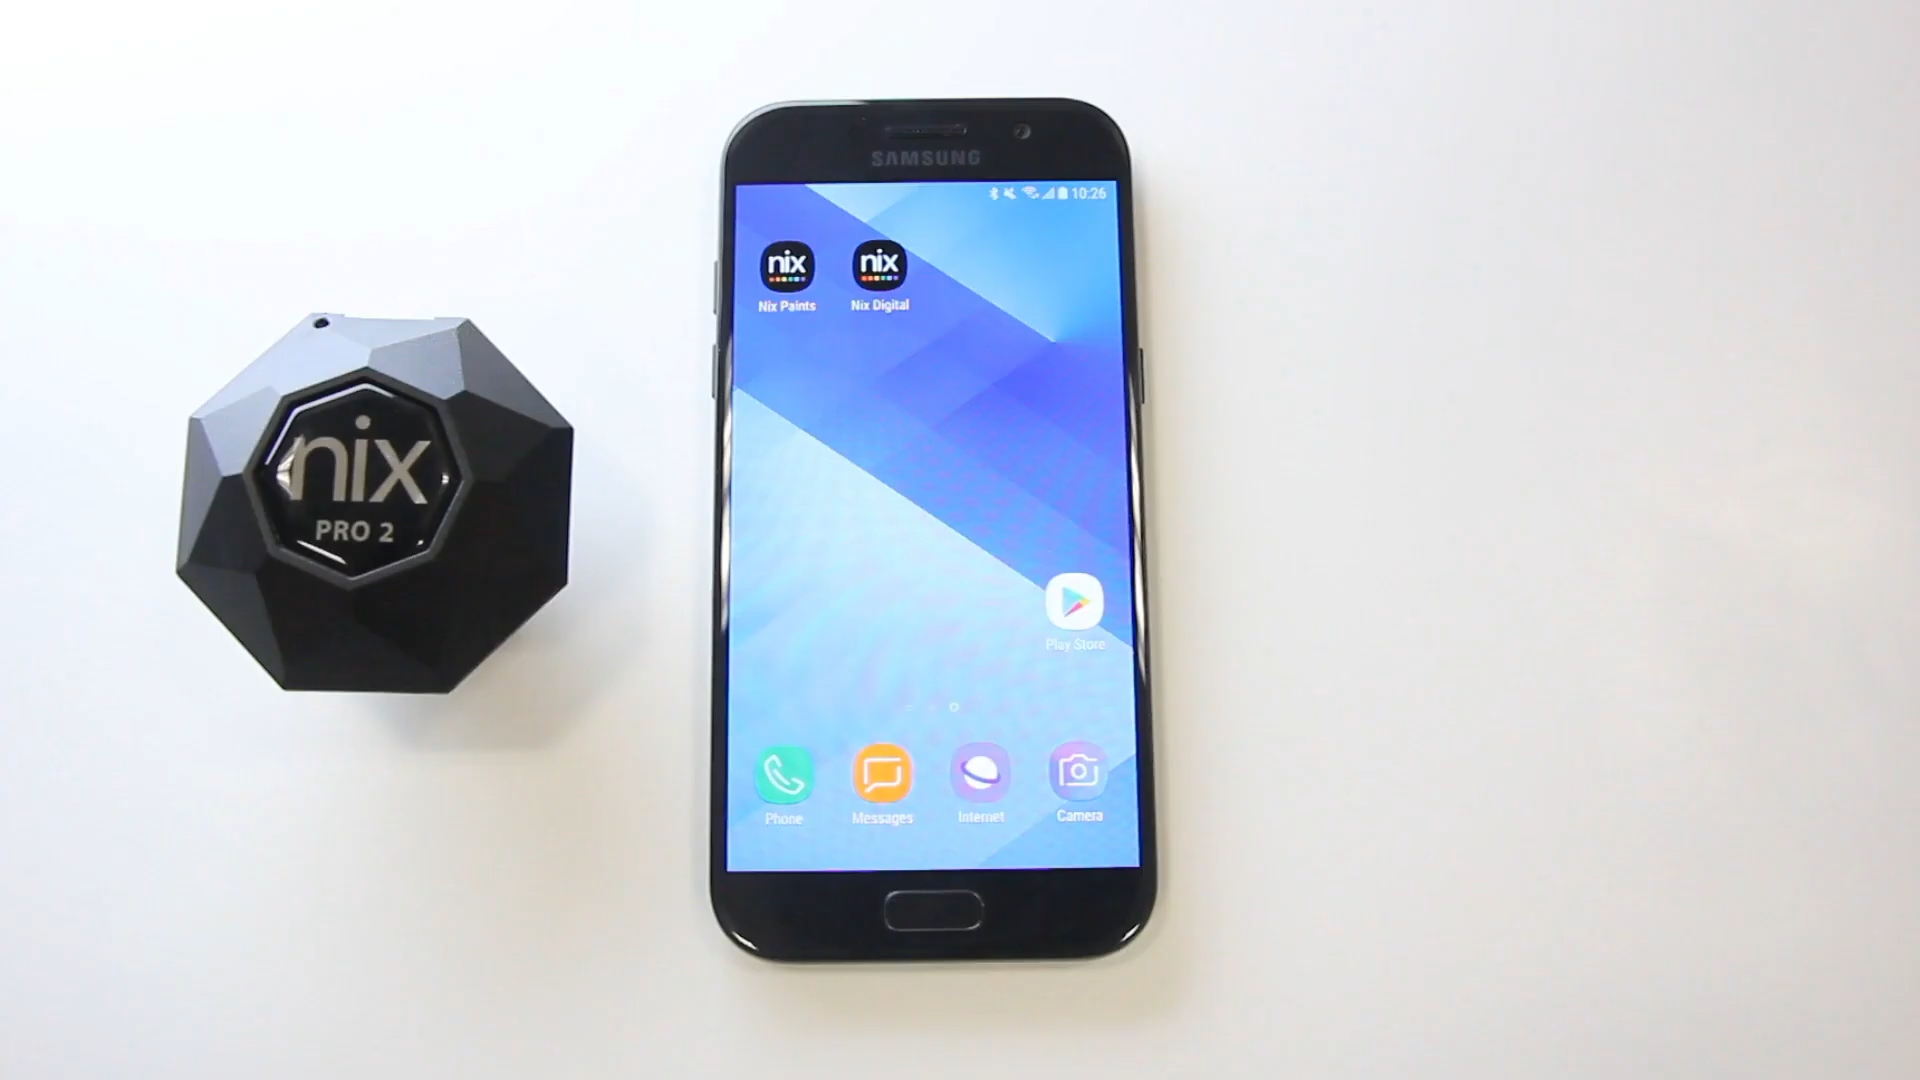 SAMSUNG
10:26
nix
nix
Nix Paints
Nix Digital
nix
PRO 2
Play Store
Phone
Messages
Internet
Camera